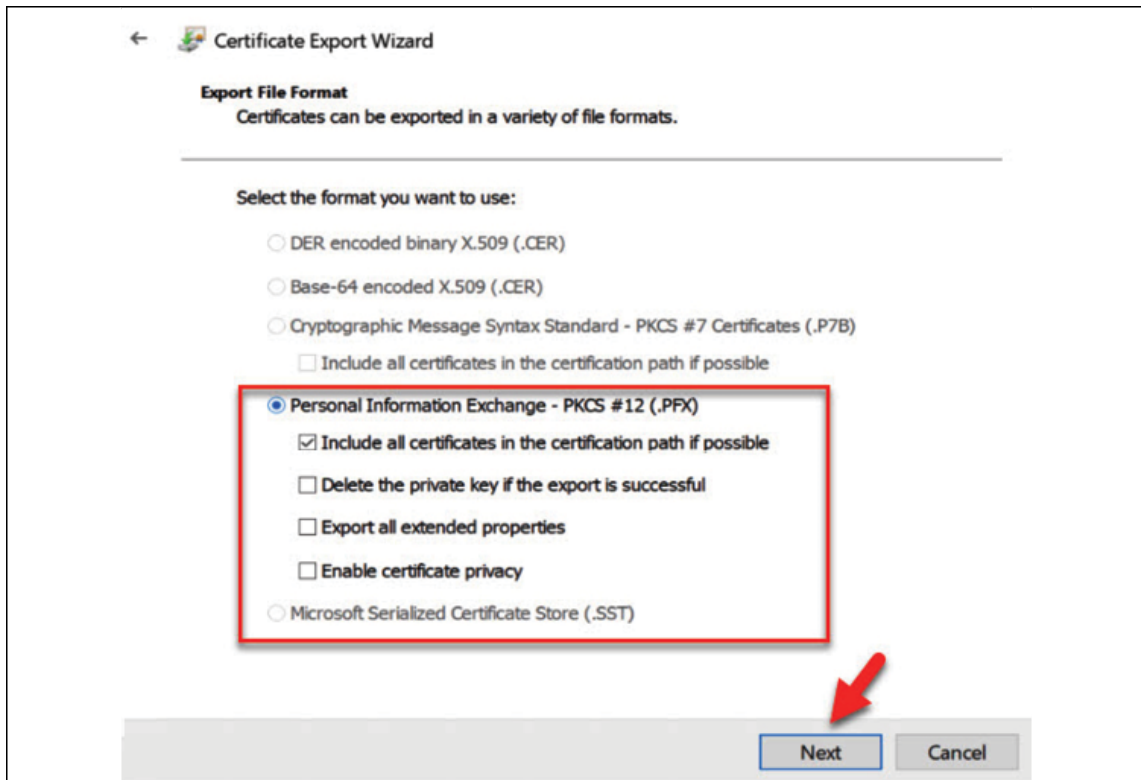 Certificate Export Wizard
Export File Format
Certificates can be exported in a variety of file formats.
Select the format you want to use:
DER encoded binary X.509 (.CER)
Base-64 encoded X.509 (.CER)
Cryptographic Message Syntax Standard - PKCS #7 Certificates (.P7B)
Include all certificates in the certification path if possible
Personal Information Exchange - PKCS #12 (.PFX)
Include all certificates in the certification path if possible
Delete the private key if the export is successful
Export all extended properties
Enable certificate privacy
Microsoft Serialized Certificate Store (.SST)
Next Cancel